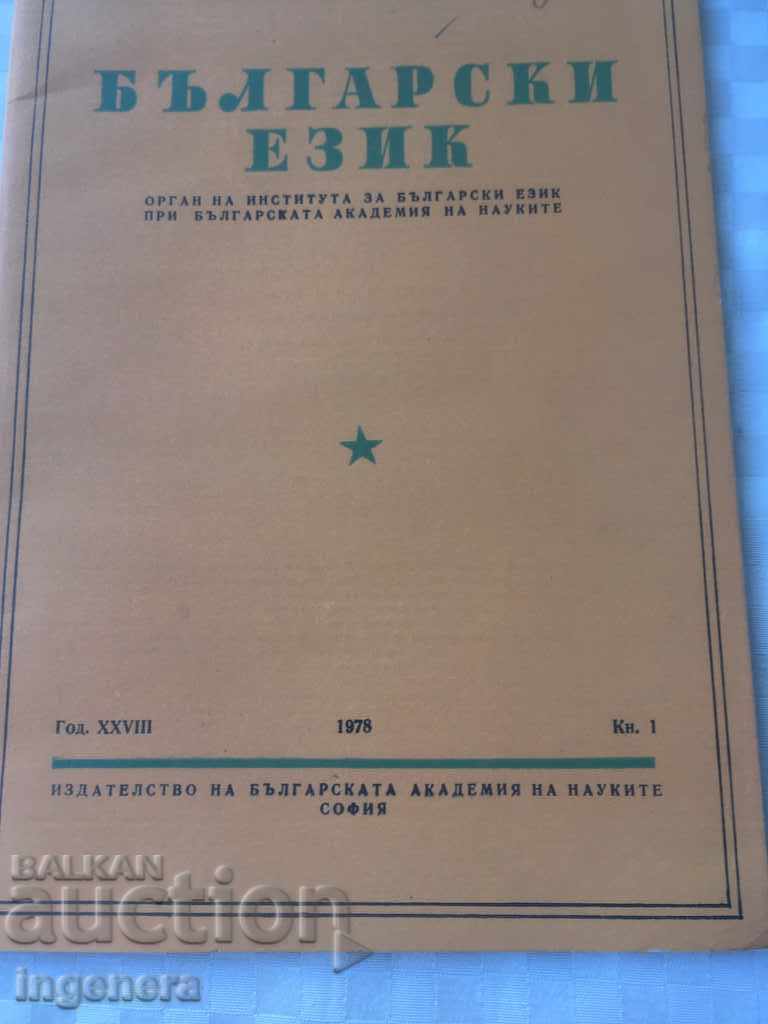 БЪЛГАРСКИ
ЕЗИК
ОРГАН НА ИНСТИТУТА ЗА БЪЛГАРСКИ ЕЗИК
ПРИ БЪЛГАРСКАТА АКАДЕМИЯ НА НАУКИТЕ
Год. XXVIII 1978 Кн. 1
ИЗДАТЕЛСТВО НА БЪЛГАРСКАТА АКАДЕМИЯ НА НАУКИТЕ
СОФИЯ
BALKAN
auction
ingenera